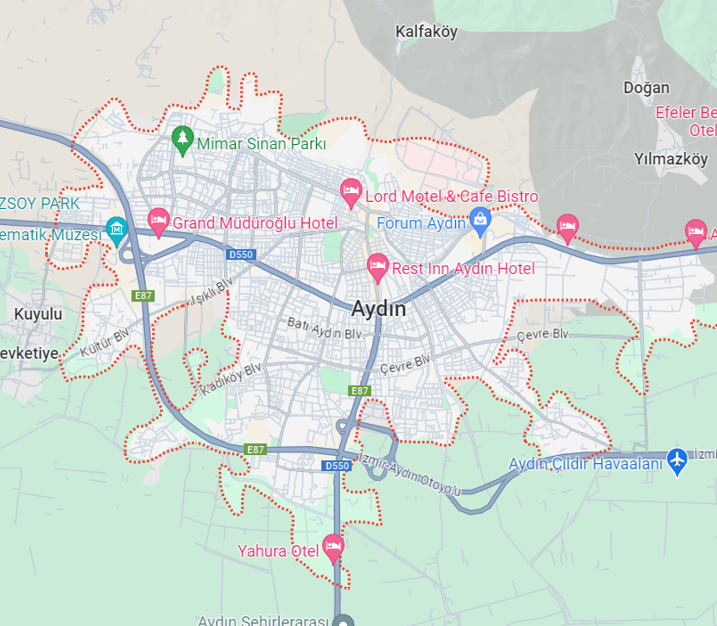 Kalfaköy
Doğan
Efeler Be
Otel
Mimar Sinan Parkı
Yılmazköy
ZSOY PARK
Lord Motel & Cafe Bistro
Grand Müdüroğlu Hotel
Forum Aydın
ematik Müzesi
D550
Rest Inn Aydın Hotel
A
E87
Işıklı Blv.
Aydın
Kuyulu
Batı Aydın Blv.
Çevre Blv.
Kültür Blv
evketiye
Çevre Blv
Kadıköy Blv.
E87
E87
D550
İzmir-Aydın Otoyolu
Aydın Çıldır Havaalanı
İzmi
Yahura Otel
Aydın Şehirlerarası